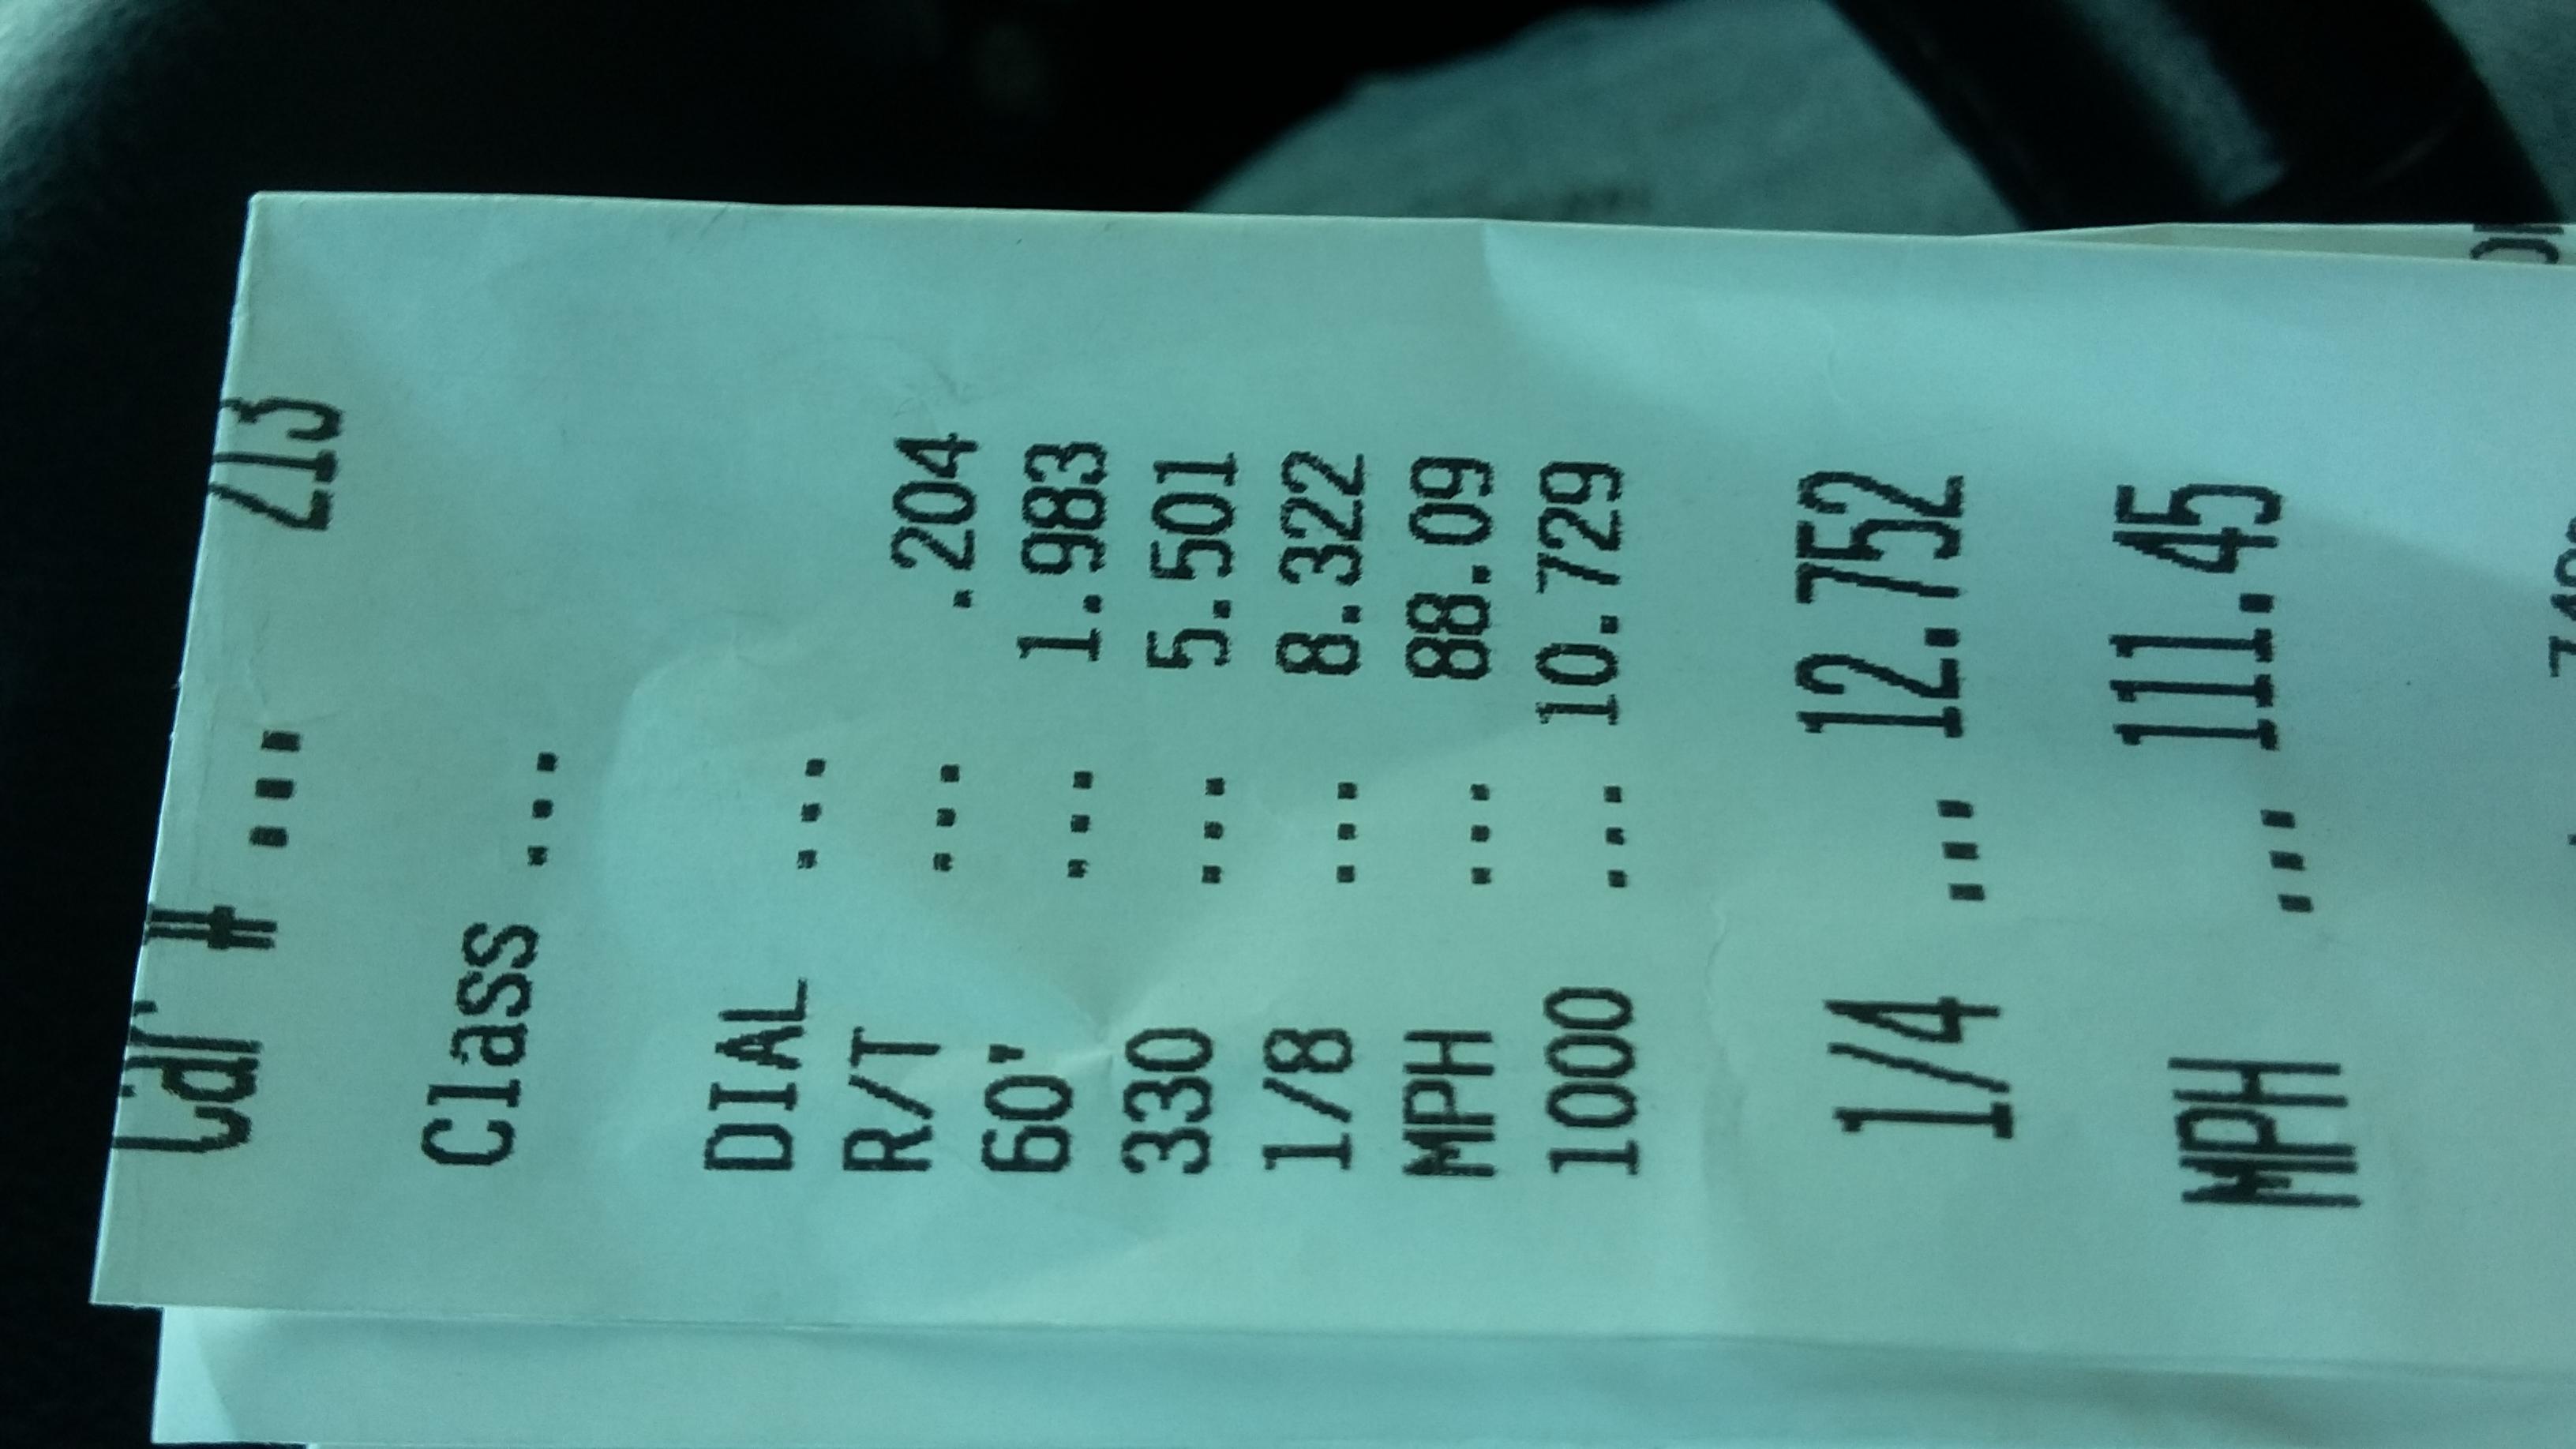 Car # ... 213
Class ...
DIAL ...
R/T ... .204
60' ... 1.983
330 ... 5.501
1/8 ... 8.322
MPH ... 88.09
1000 ... 10.729
1/4 ... 12.752
MPH ... 111.45